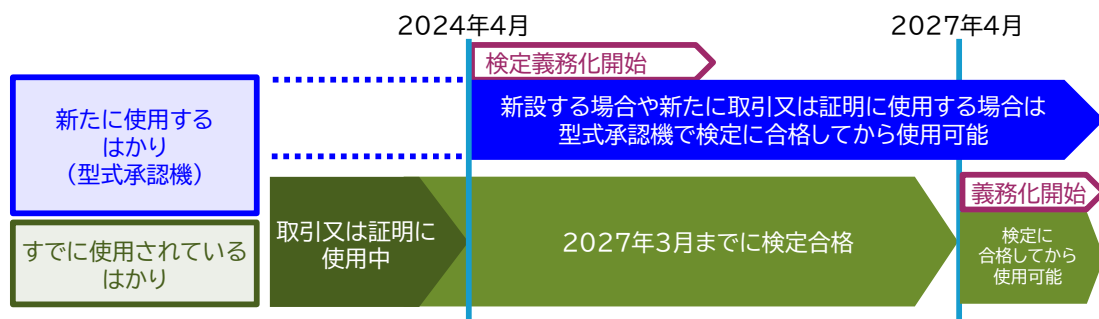 2024年4月
2027年4月
検定義務化開始
新たに使用する
はかり
（型式承認機）
新設する場合や新たに取引又は証明に使用する場合は
型式承認機で検定に合格してから使用可能
義務化開始
すでに使用されている
はかり
取引又は証明に
使用中
2027年3月までに検定合格
検定に
合格してから
使用可能